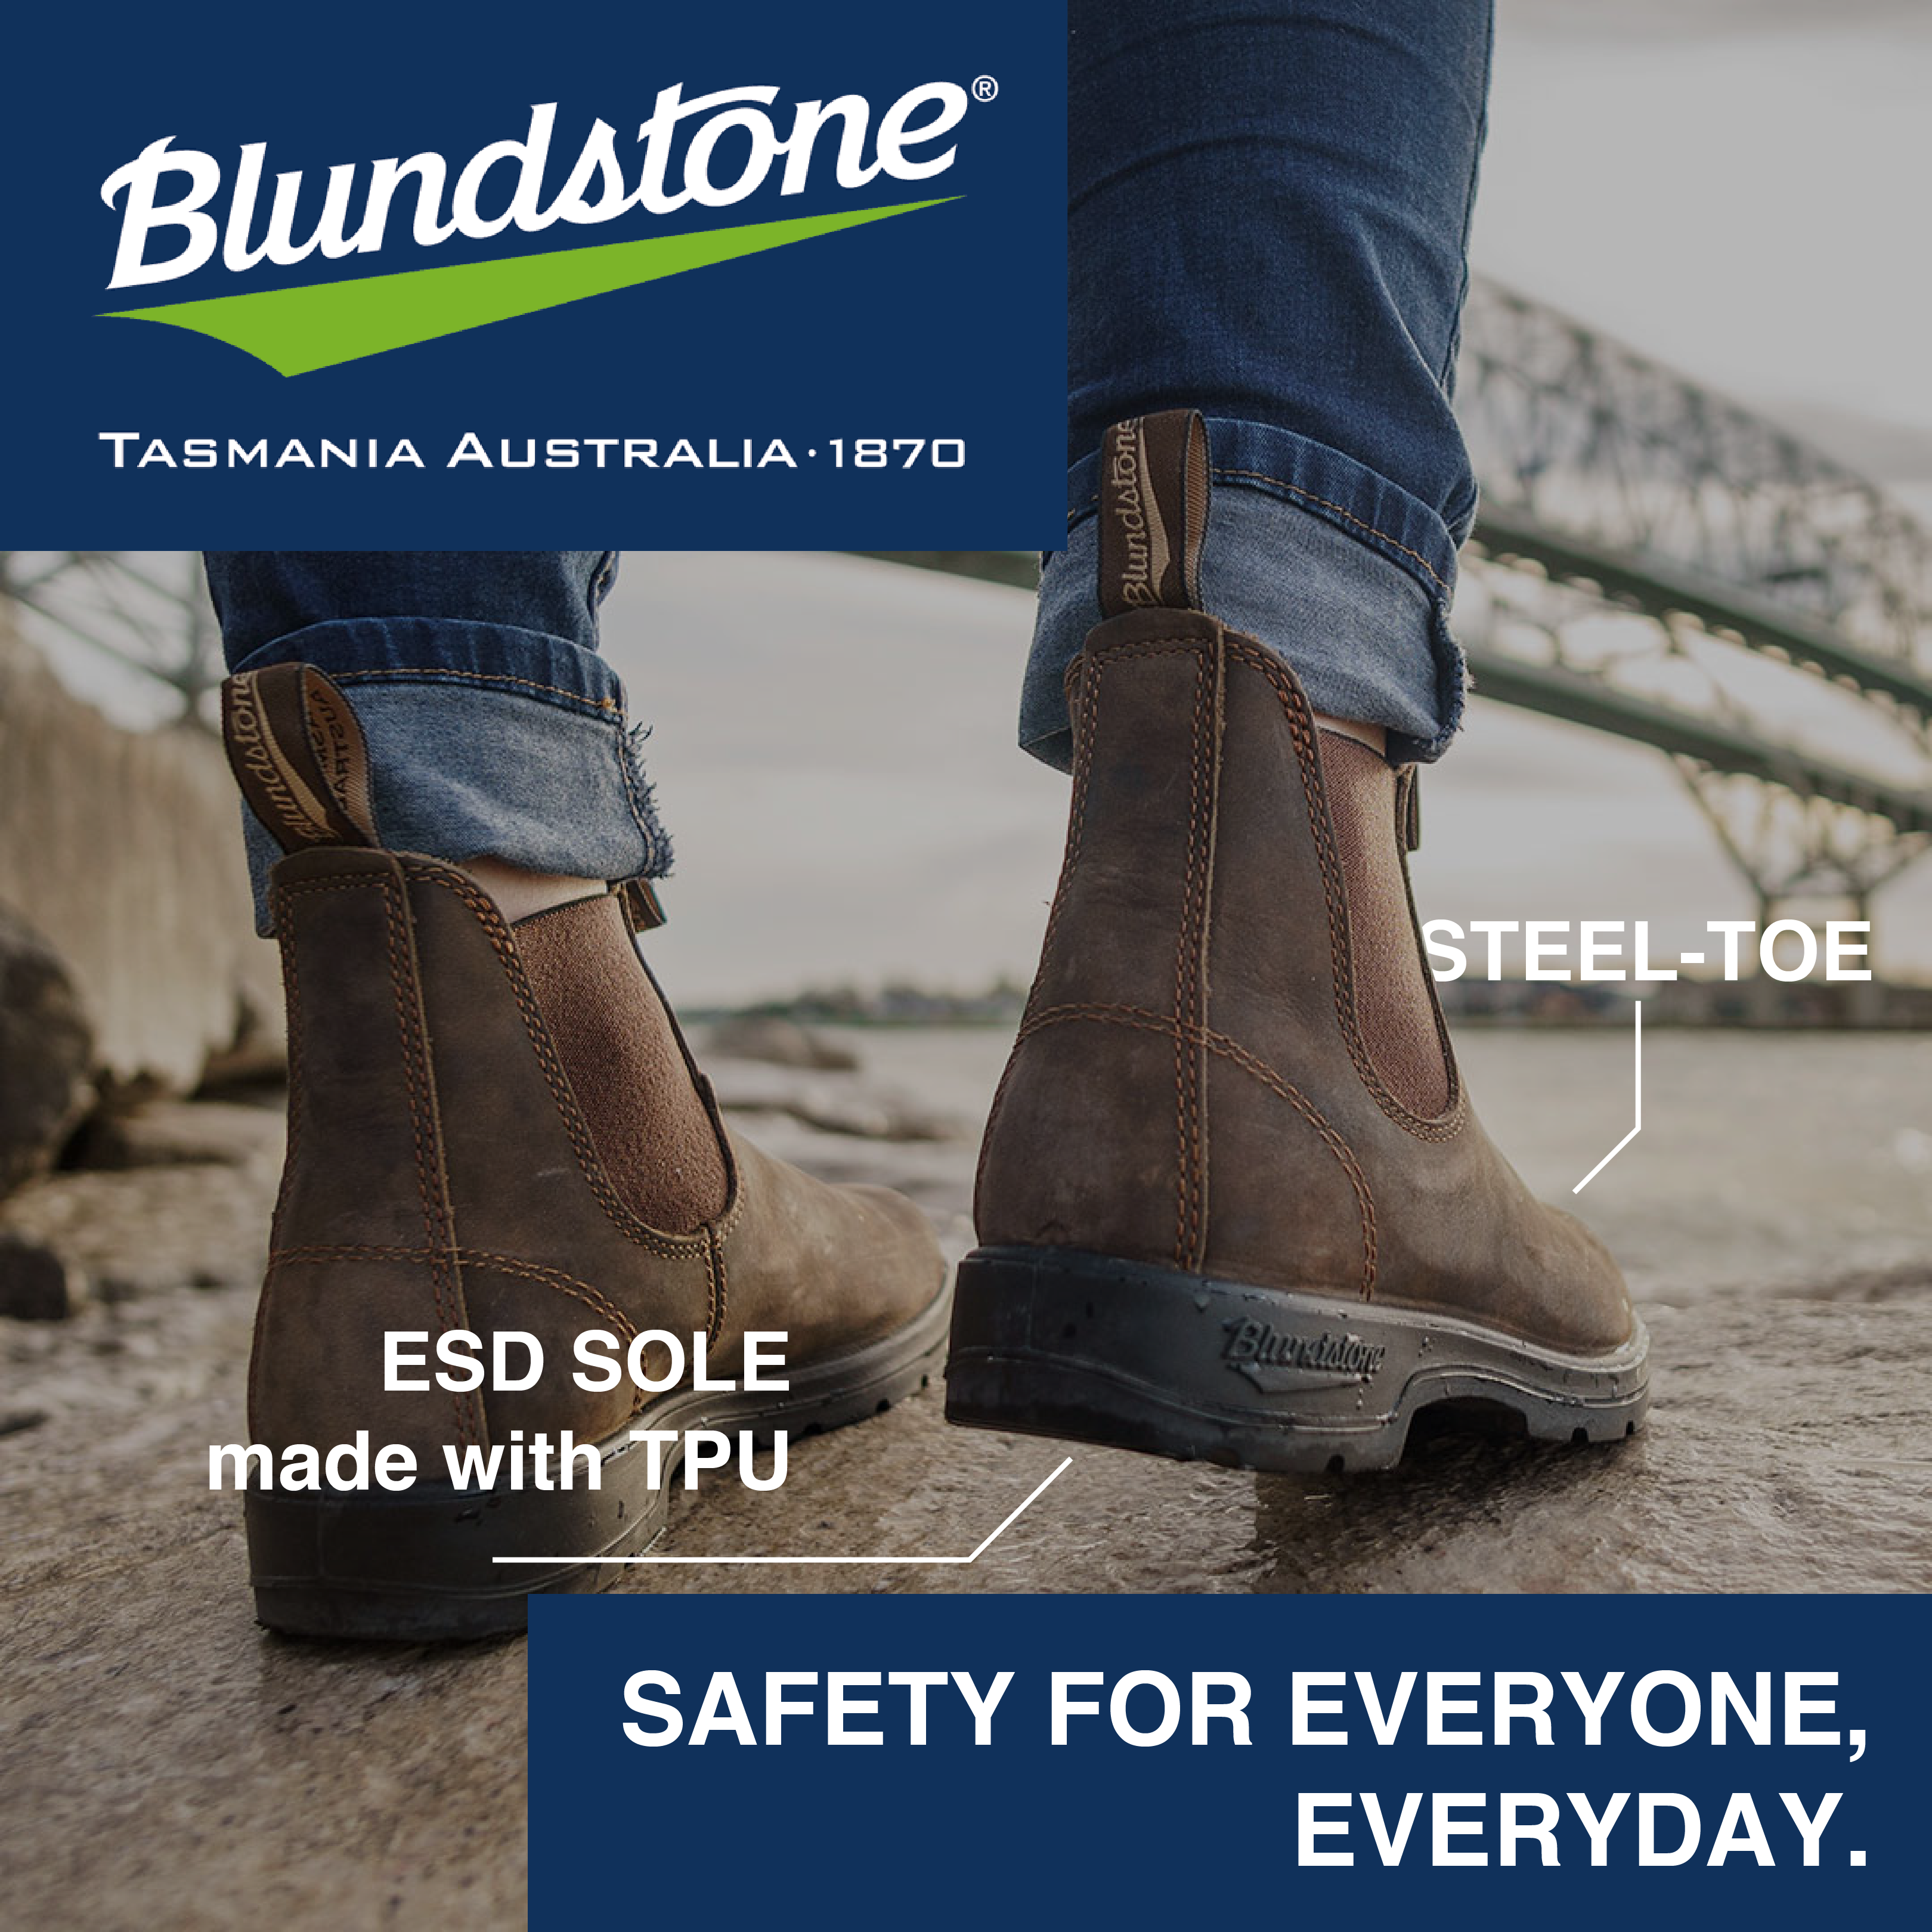 Blundstone®
TASMANIA AUSTRALIA·1870
Blundstone
Blundstone
STEEL-TOE
Blundstone
ESD SOLE
made with TPU
SAFETY FOR EVERYONE,
EVERYDAY.